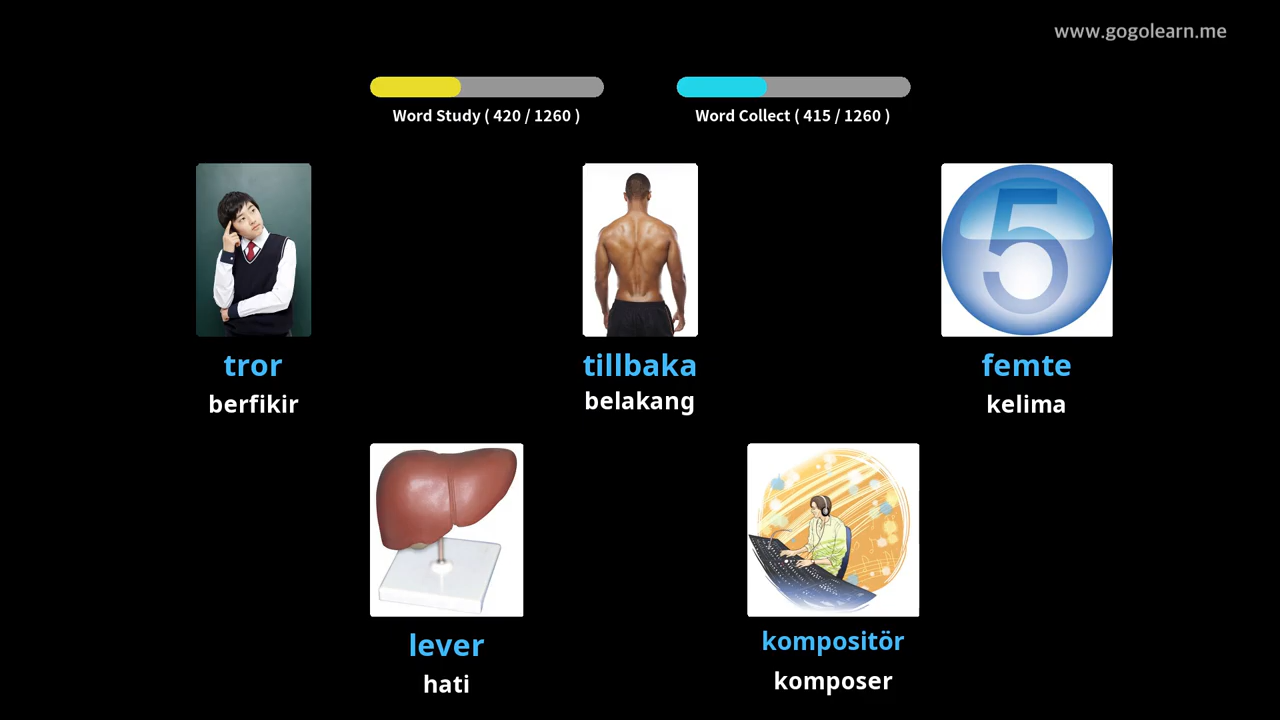 www.gogolearn.me
Word Study ( 420 / 1260 )
Word Collect ( 415 / 1260 )
5
tror
berfikir
tillbaka
belakang
femte
kelima
lever
hati
kompositör
komposer